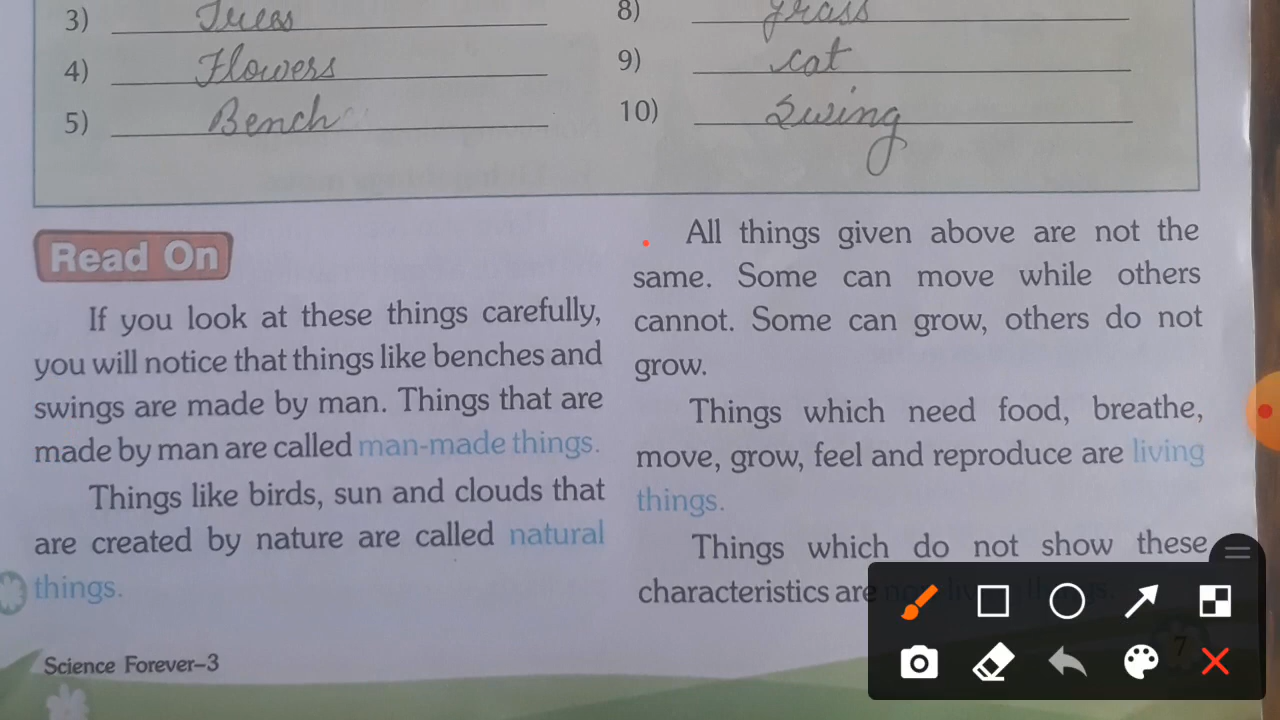 3) Trees
4) Flowers
5) Bench
8) grass
9) cat
10) Swing
Read On
If you look at these things carefully,
you will notice that things like benches and
swings are made by man. Things that are
made by man are called man-made things.
Things like birds, sun and clouds that
are created by nature are called natural
things.
All things given above are not the
same. Some can move while others
cannot. Some can grow, others do not
grow.
Things which need food, breathe,
move, grow, feel and reproduce are living
things.
Things which do not show these
characteristics are
Science Forever–3
7